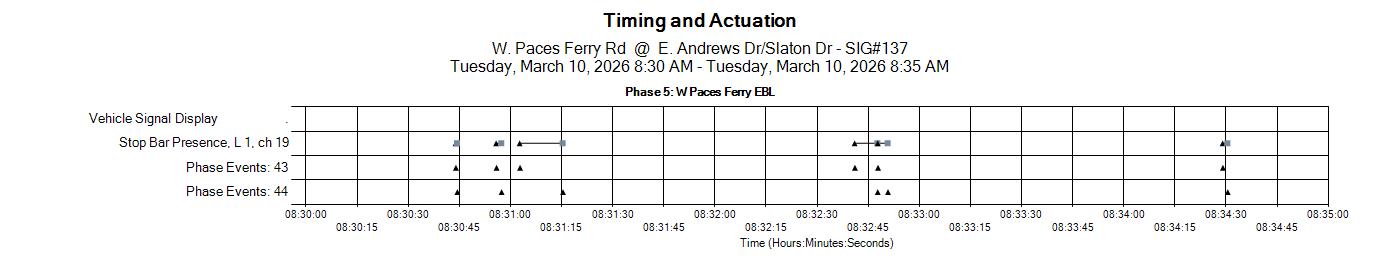 Timing and Actuation
W. Paces Ferry Rd @ E. Andrews Dr/Slaton Dr - SIG#137
Tuesday, March 10, 2026 8:30 AM - Tuesday, March 10, 2026 8:35 AM
Phase 5: W Paces Ferry EBL
Vehicle Signal Display .
Stop Bar Presence, L 1, ch 19
Phase Events: 43
Phase Events: 44
08:30:00 08:30:30 08:31:00 08:31:30 08:32:00 08:32:30 08:33:00 08:33:30 08:34:00 08:34:30 08:35:00
08:30:15 08:30:45 08:31:15 08:31:45 08:32:15 08:32:45 08:33:15 08:33:45 08:34:15 08:34:45
Time (Hours:Minutes:Seconds)